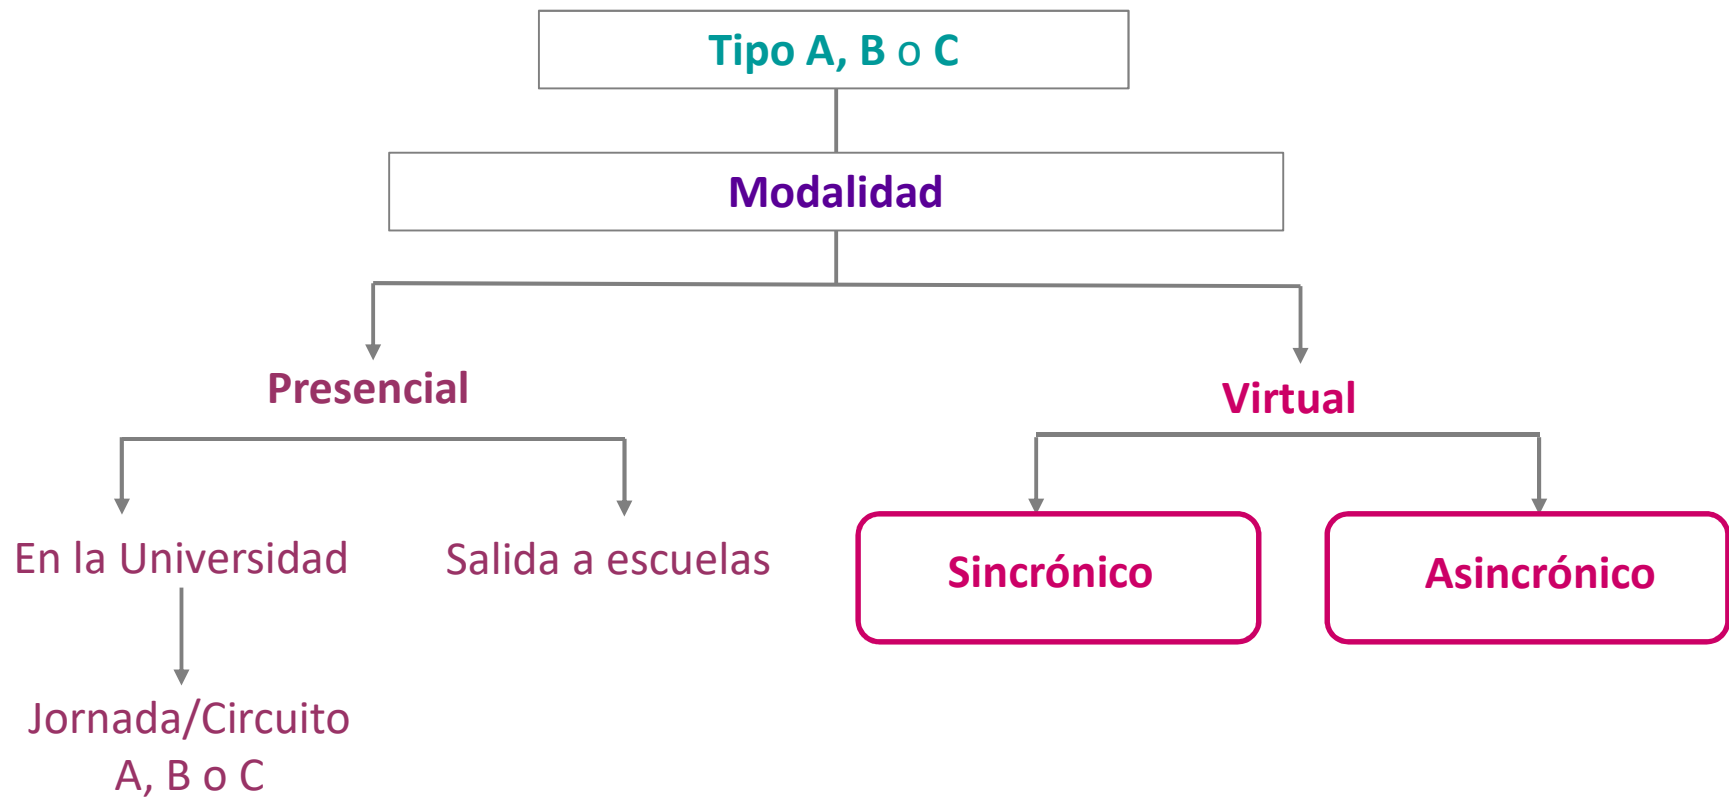 Tipo A, B o C
Modalidad
Presencial
Virtual
En la Universidad
Salida a escuelas
Sincrónico
Asincrónico
Jornada/Circuito
A, B o C